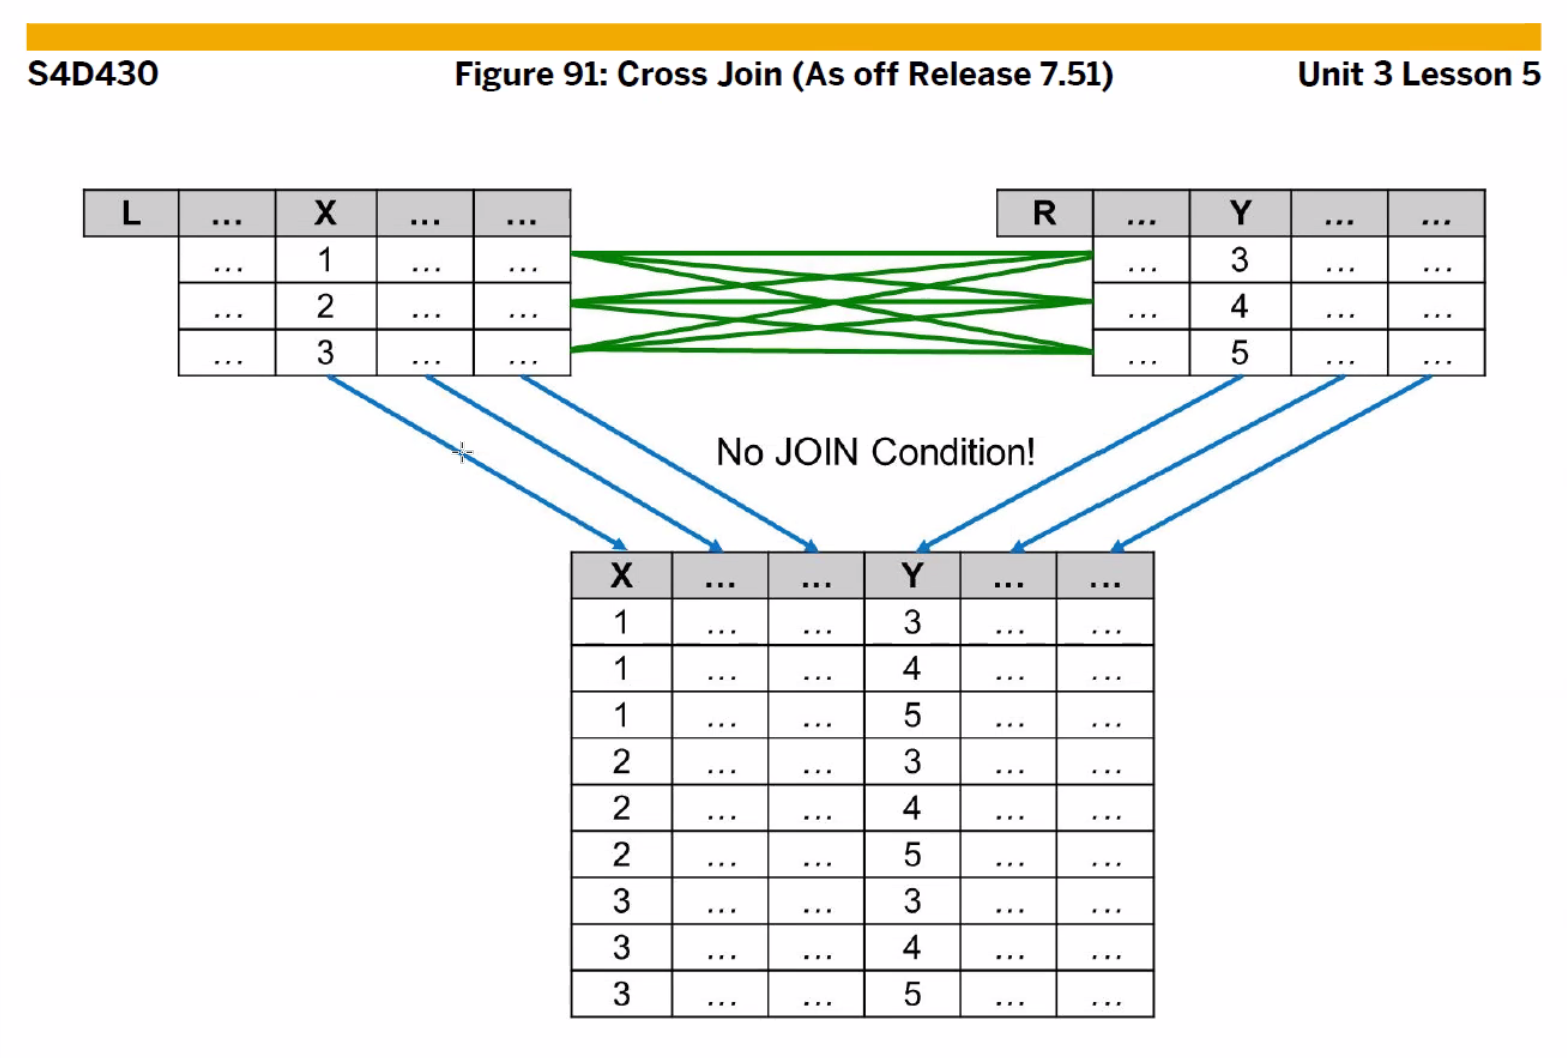 S4D430 Figure 91: Cross Join (As off Release 7.51) Unit 3 Lesson 5
L ... X ... ... R ... Y ... ...
... 1 ... ... ... 3 ... ...
... 2 ... ... ... 4 ... ...
... 3 ... ... ... 5 ... ...
No JOIN Condition!
X ... ... Y ... ...
1 ... ... 3 ... ...
1 ... ... 4 ... ...
1 ... ... 5 ... ...
2 ... ... 3 ... ...
2 ... ... 4 ... ...
2 ... ... 5 ... ...
3 ... ... 3 ... ...
3 ... ... 4 ... ...
3 ... ... 5 ... ...